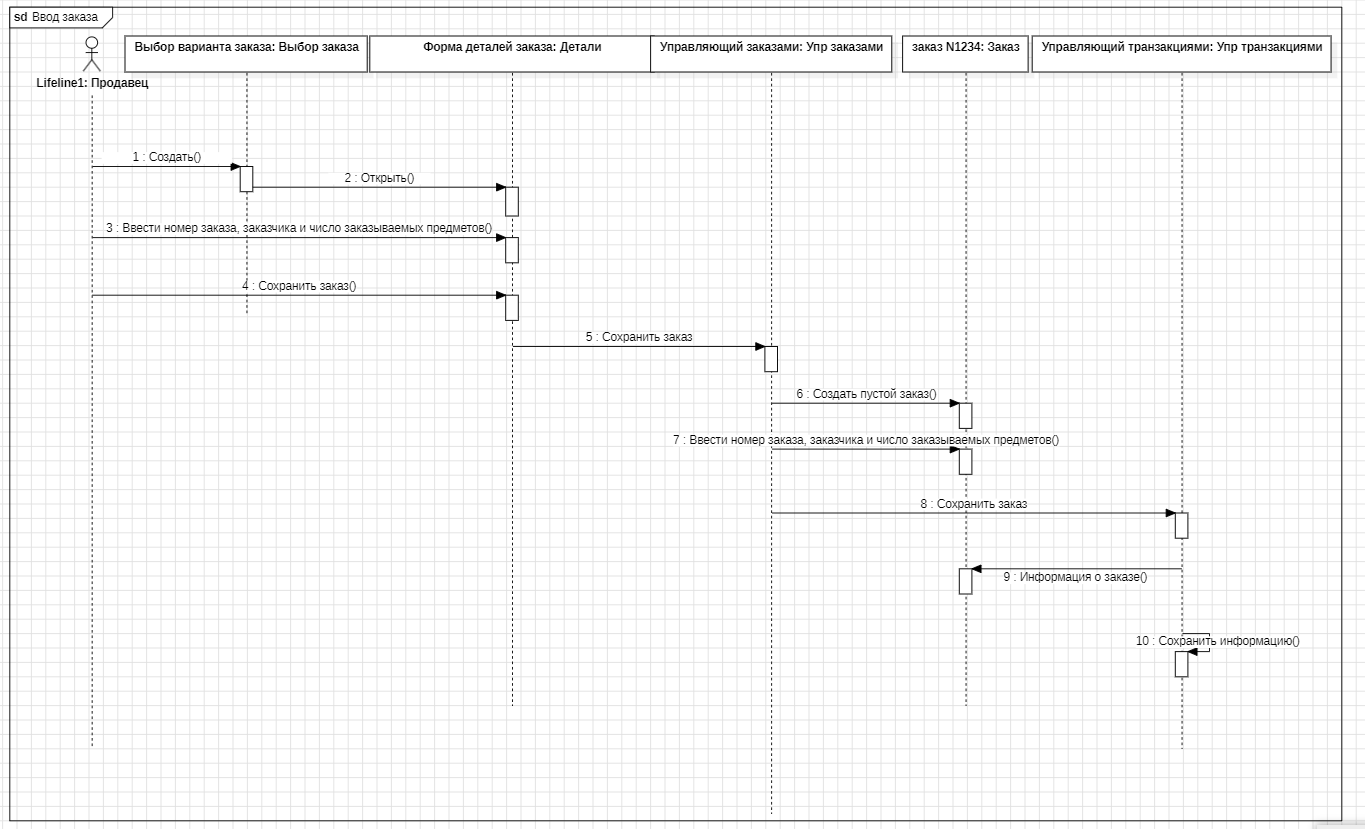 sd Ввод заказа
Lifeline1: Продавец
Выбор варианта заказа: Выбор заказа
Форма деталей заказа: Детали
Управляющий заказами: Упр заказами
заказ N1234: Заказ
Управляющий транзакциями: Упр транзакциями
1 : Создать()
2 : Открыть()
3 : Ввести номер заказа, заказчика и число заказываемых предметов()
4 : Сохранить заказ()
5 : Сохранить заказ
6 : Создать пустой заказ()
7 : Ввести номер заказа, заказчика и число заказываемых предметов()
8 : Сохранить заказ
9 : Информация о заказе()
10 : Сохранить информацию()